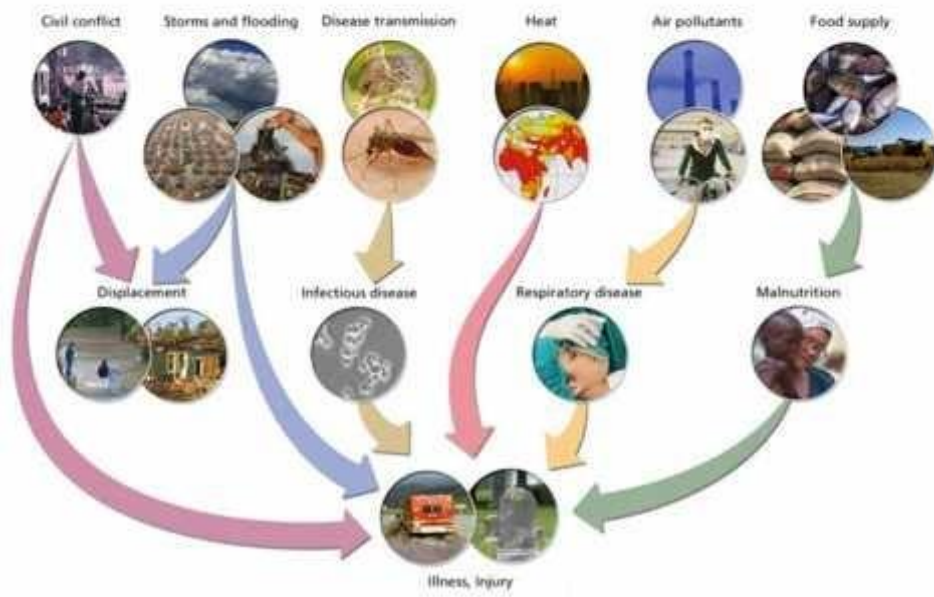 Civil conflict
Storms and flooding
Disease transmission
Heat
Air pollutants
Food supply
Displacement
Infectious disease
Respiratory disease
Malnutrition
Illness, Injury